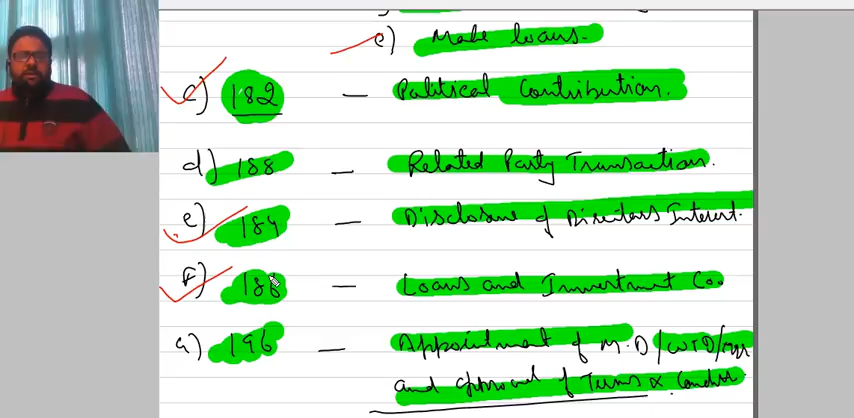 e) Make loans.
c) 182 — Political Contribution.
d) 188 — Related Party Transaction.
e) 184 — Disclosure of Directors Interest.
f) 186 — Loans and Investment Co.
196 — Appointment of M.D/WTD/Mgr
and approval of Terms &